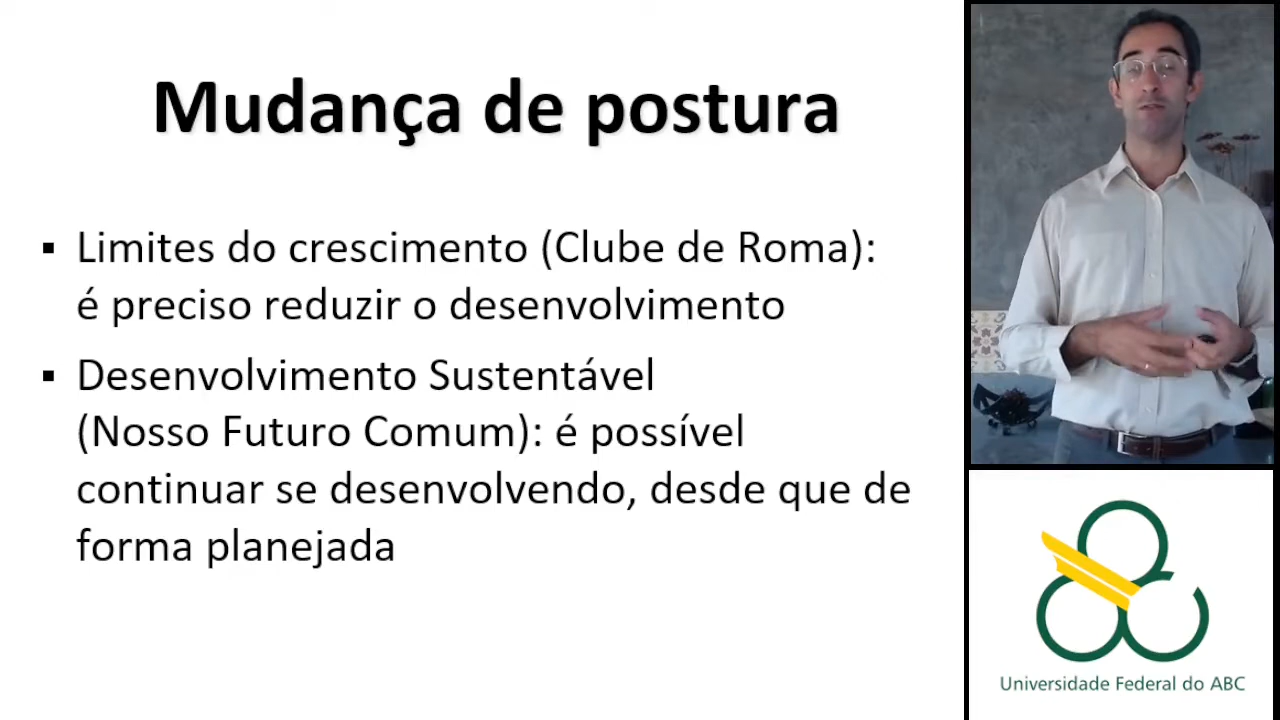 Mudança de postura
▪ Limites do crescimento (Clube de Roma):
é preciso reduzir o desenvolvimento
▪ Desenvolvimento Sustentável
(Nosso Futuro Comum): é possível
continuar se desenvolvendo, desde que de
forma planejada
Universidade Federal do ABC